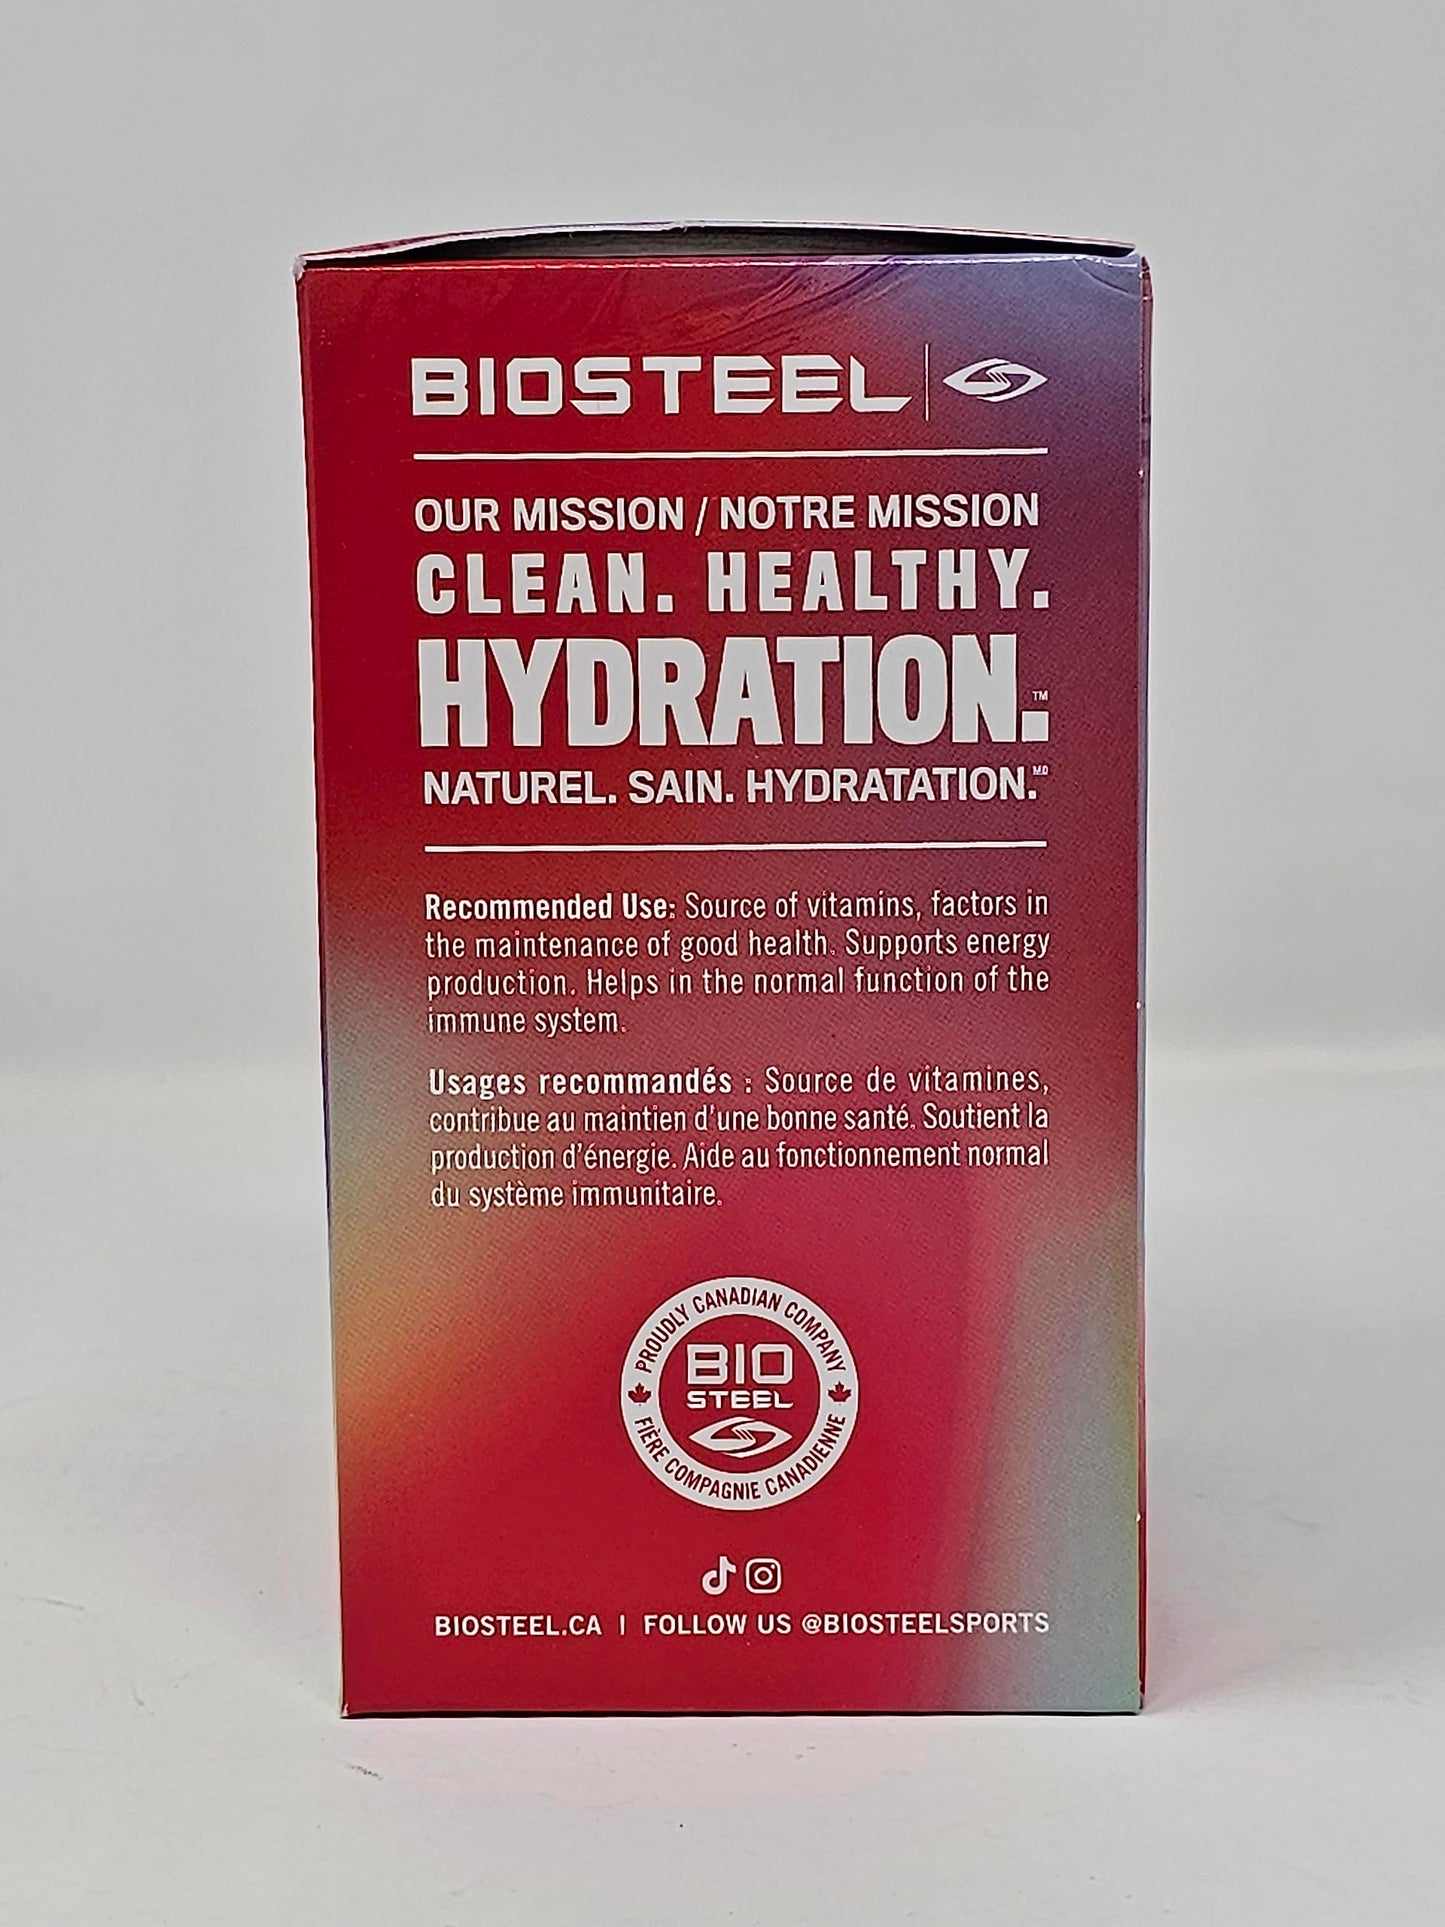 BIOSTEEL
OUR MISSION / NOTRE MISSION
CLEAN. HEALTHY.
HYDRATION.™
NATUREL. SAIN. HYDRATATION.MD
Recommended Use: Source of vitamins, factors in
the maintenance of good health. Supports energy
production. Helps in the normal function of the
immune system.
Usages recommandés : Source de vitamines,
contribue au maintien d'une bonne santé. Soutient la
production d'énergie. Aide au fonctionnement normal
du système immunitaire.
PROUDLY CANADIAN COMPANY
BIO
STEEL
FIÈRE COMPAGNIE CANADIENNE
BIOSTEEL.CA | FOLLOW US @BIOSTEELSPORTS